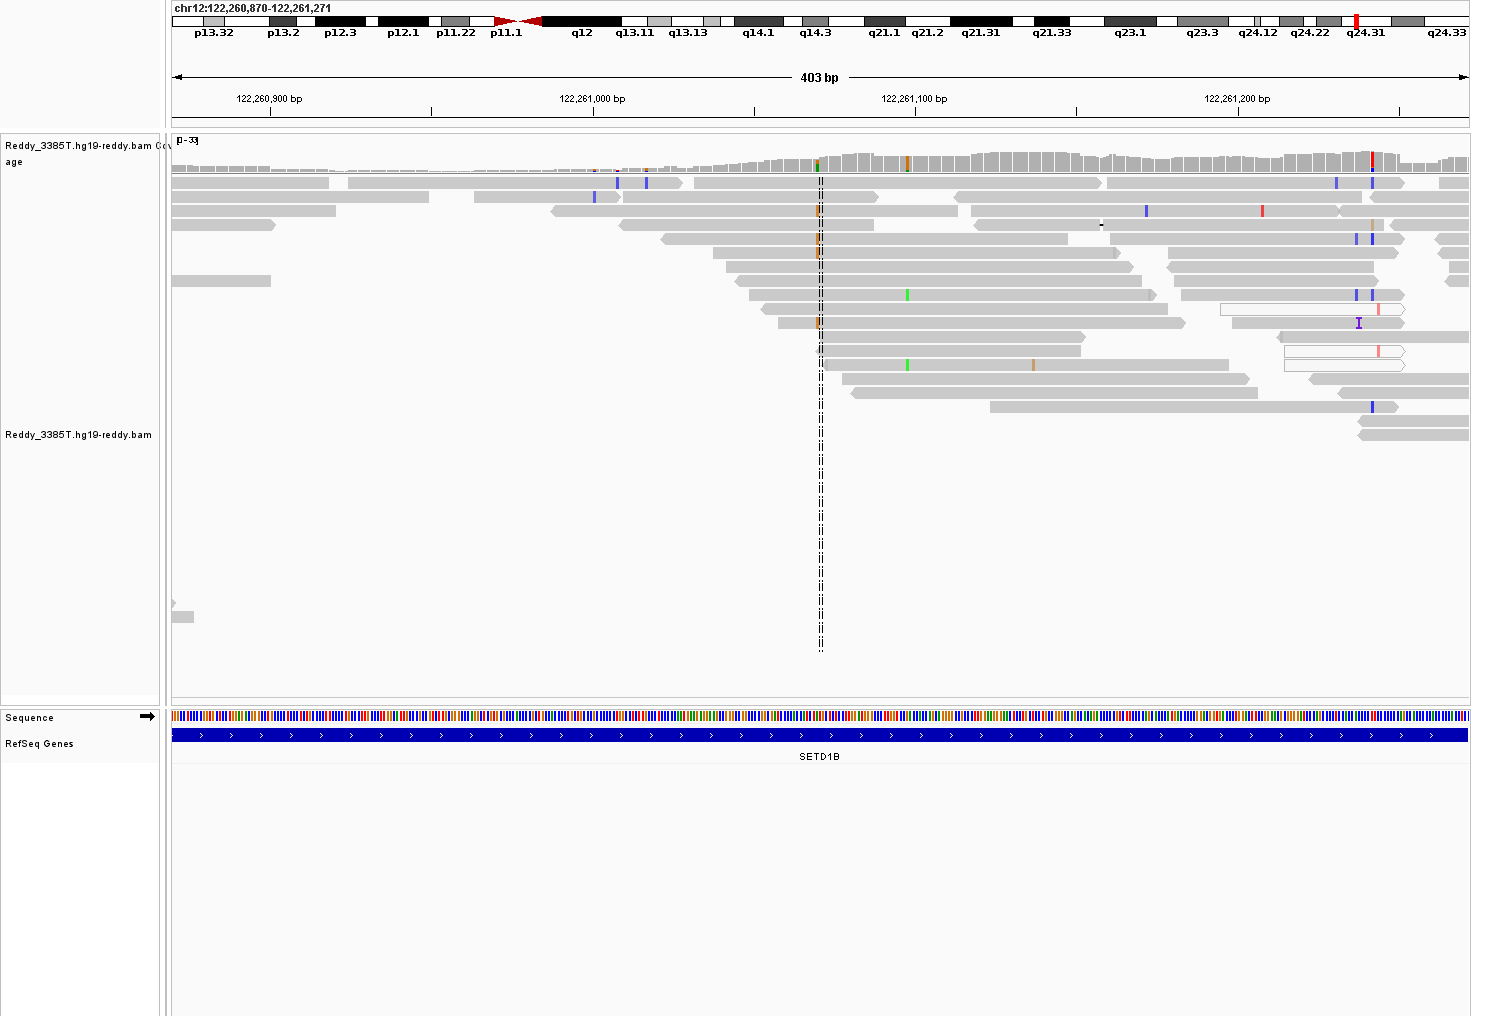 chr12:122,260,870-122,261,271
p13.32 p13.2 p12.3 p12.1 p11.22 p11.1 q12 q13.11 q13.13 q14.1 q14.3 q21.1 q21.2 q21.31 q21.33 q23.1 q23.3 q24.12 q24.22 q24.31 q24.33
403 bp
122,260,900 bp 122,261,000 bp 122,261,100 bp 122,261,200 bp
[0 - 33]
Reddy_3385T.hg19-reddy.bam Cov
age
Reddy_3385T.hg19-reddy.bam
Sequence
RefSeq Genes
SETD1B